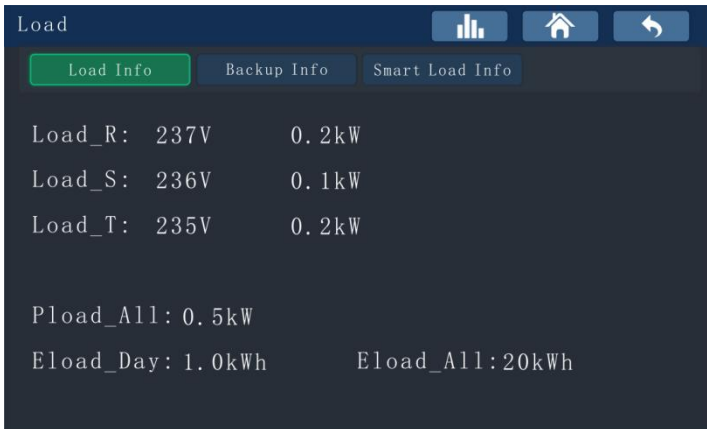 Load
Load Info Backup Info Smart Load Info
Load_R: 237V 0.2kW
Load_S: 236V 0.1kW
Load_T: 235V 0.2kW
Pload_All: 0.5kW
Eload_Day: 1.0kWh Eload_All:20kWh